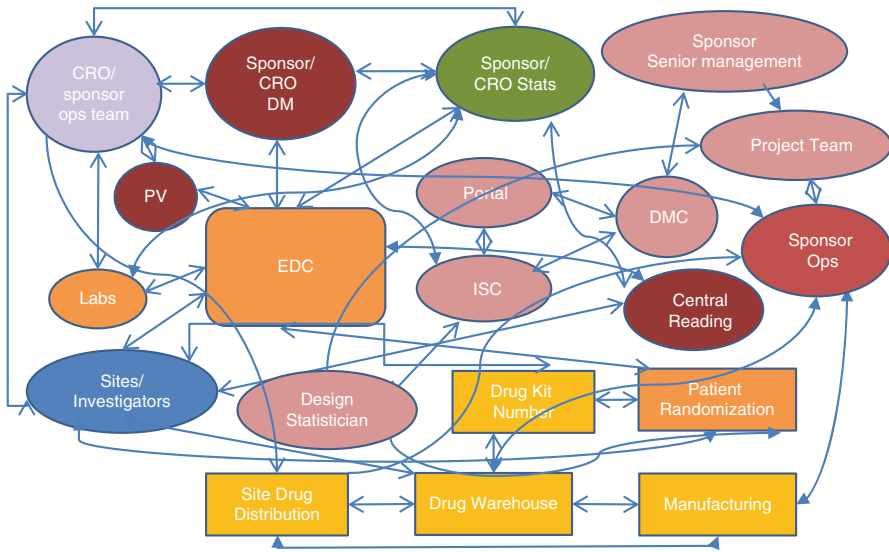 CRO/
sponsor
ops team
Sponsor/
CRO
DM
Sponsor/
CRO Stats
Sponsor
Senior management
Project Team
PV
Portal
DMC
EDC
Sponsor
Ops
Labs
ISC
Central
Reading
Sites/
Investigators
Design
Statistician
Drug Kit
Number
Patient
Randomization
Site Drug
Distribution
Drug Warehouse
Manufacturing